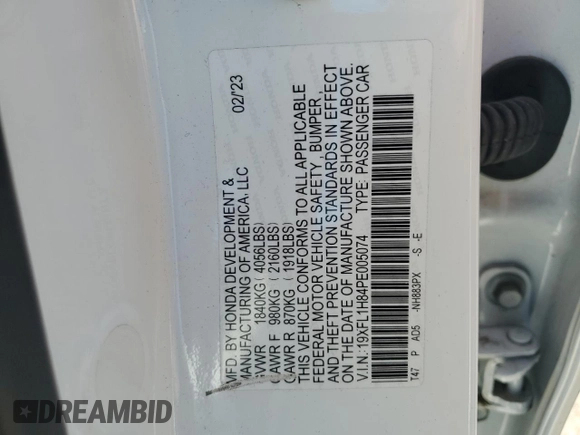 MFD. BY HONDA DEVELOPMENT & 02/'23
MANUFACTURING OF AMERICA, LLC
GVWR 1840KG ( 4056LBS)
GAWR F 980KG ( 2160LBS)
GAWR R 870KG ( 1918LBS)
THIS VEHICLE CONFORMS TO ALL APPLICABLE
FEDERAL MOTOR VEHICLE SAFETY, BUMPER,
AND THEFT PREVENTION STANDARDS IN EFFECT
ON THE DATE OF MANUFACTURE SHOWN ABOVE.
V.I.N.: 19XFL1H84PE005074 TYPE: PASSENGER CAR
T47 P AD5 -NH883PX -S -E
DREAMBID